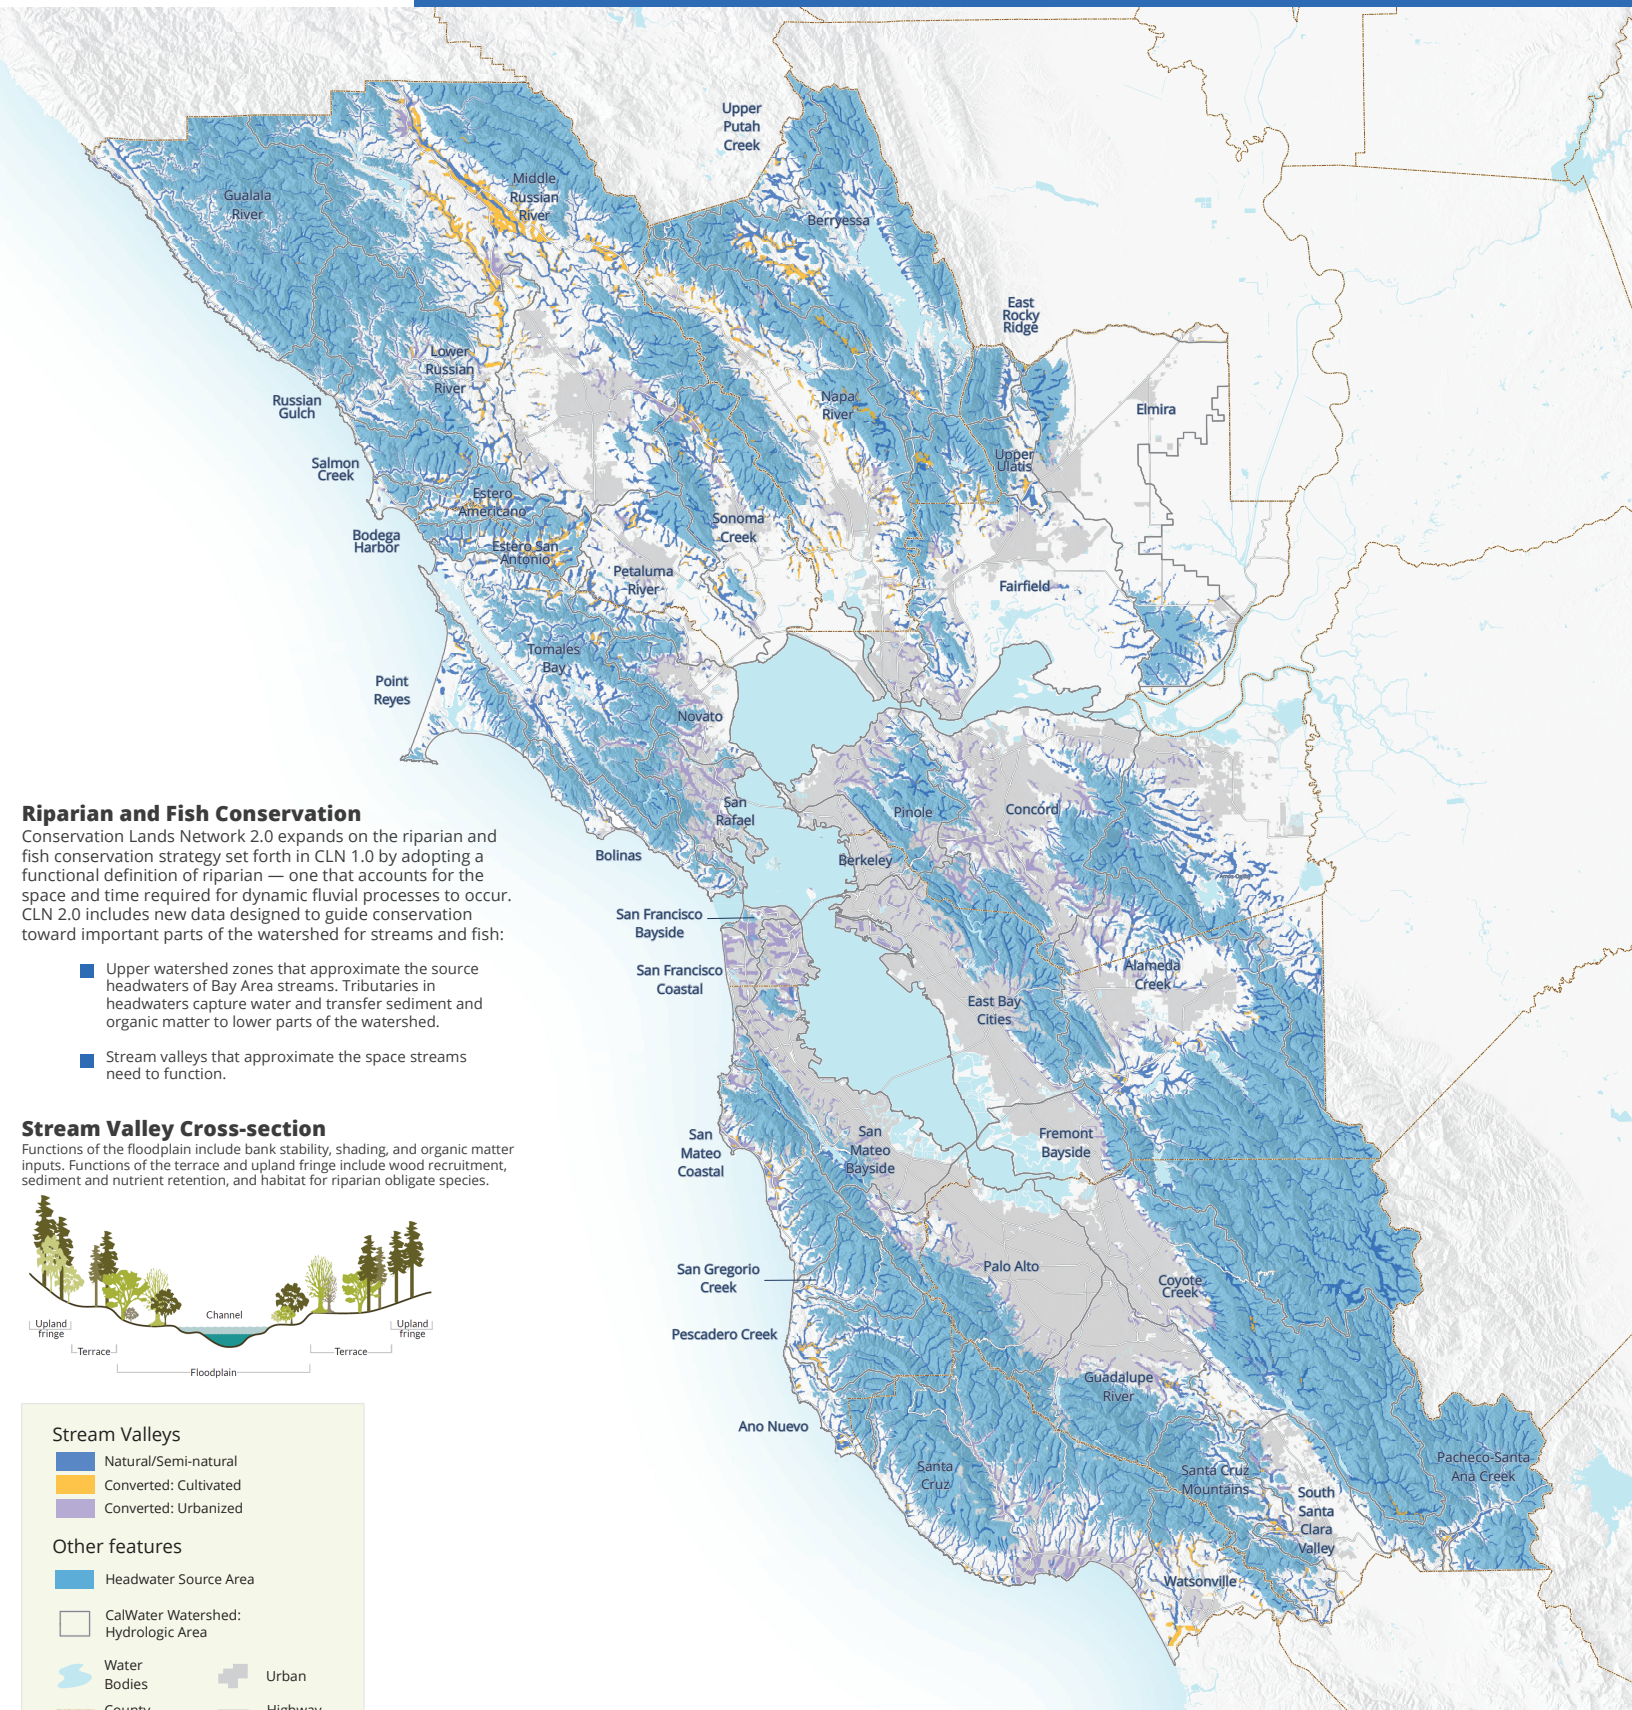 Upper
Putah
Creek
Middle
Russian
River
Gualala
River
Berryessa
East
Rocky
Ridge
Lower
Russian
River
Napa
River
Elmira
Russian
Gulch
Upper
Ulatis
Salmon
Creek
Estero
Americano
Sonoma
Creek
Bodega
Harbor
Estero San
Antonio
Petaluma
River
Fairfield
Tomales
Bay
Point
Reyes
Novato
San
Rafael
Pinole
Concord
Bolinas
Berkeley
San Francisco
Bayside
San Francisco
Coastal
Alameda
Creek
East Bay
Cities
San
Mateo
Coastal
San
Mateo
Bayside
Fremont
Bayside
San Gregorio
Creek
Palo Alto
Coyote
Creek
Pescadero Creek
Guadalupe
River
Ano Nuevo
Santa
Cruz
Santa Cruz
Mountains
South
Santa
Clara
Valley
Pacheco-Santa
Ana Creek
Watsonville
Riparian and Fish Conservation
Conservation Lands Network 2.0 expands on the riparian and
fish conservation strategy set forth in CLN 1.0 by adopting a
functional definition of riparian — one that accounts for the
space and time required for dynamic fluvial processes to occur.
CLN 2.0 includes new data designed to guide conservation
toward important parts of the watershed for streams and fish:
Upper watershed zones that approximate the source
headwaters of Bay Area streams. Tributaries in
headwaters capture water and transfer sediment and
organic matter to lower parts of the watershed.
Stream valleys that approximate the space streams
need to function.
Stream Valley Cross-section
Functions of the floodplain include bank stability, shading, and organic matter
inputs. Functions of the terrace and upland fringe include wood recruitment,
sediment and nutrient retention, and habitat for riparian obligate species.
Channel
Upland
fringe
Upland
fringe
Terrace
Terrace
Floodplain
Stream Valleys
Natural/Semi-natural
Converted: Cultivated
Converted: Urbanized
Other features
Headwater Source Area
CalWater Watershed:
Hydrologic Area
Water
Bodies
Urban
County
Highway